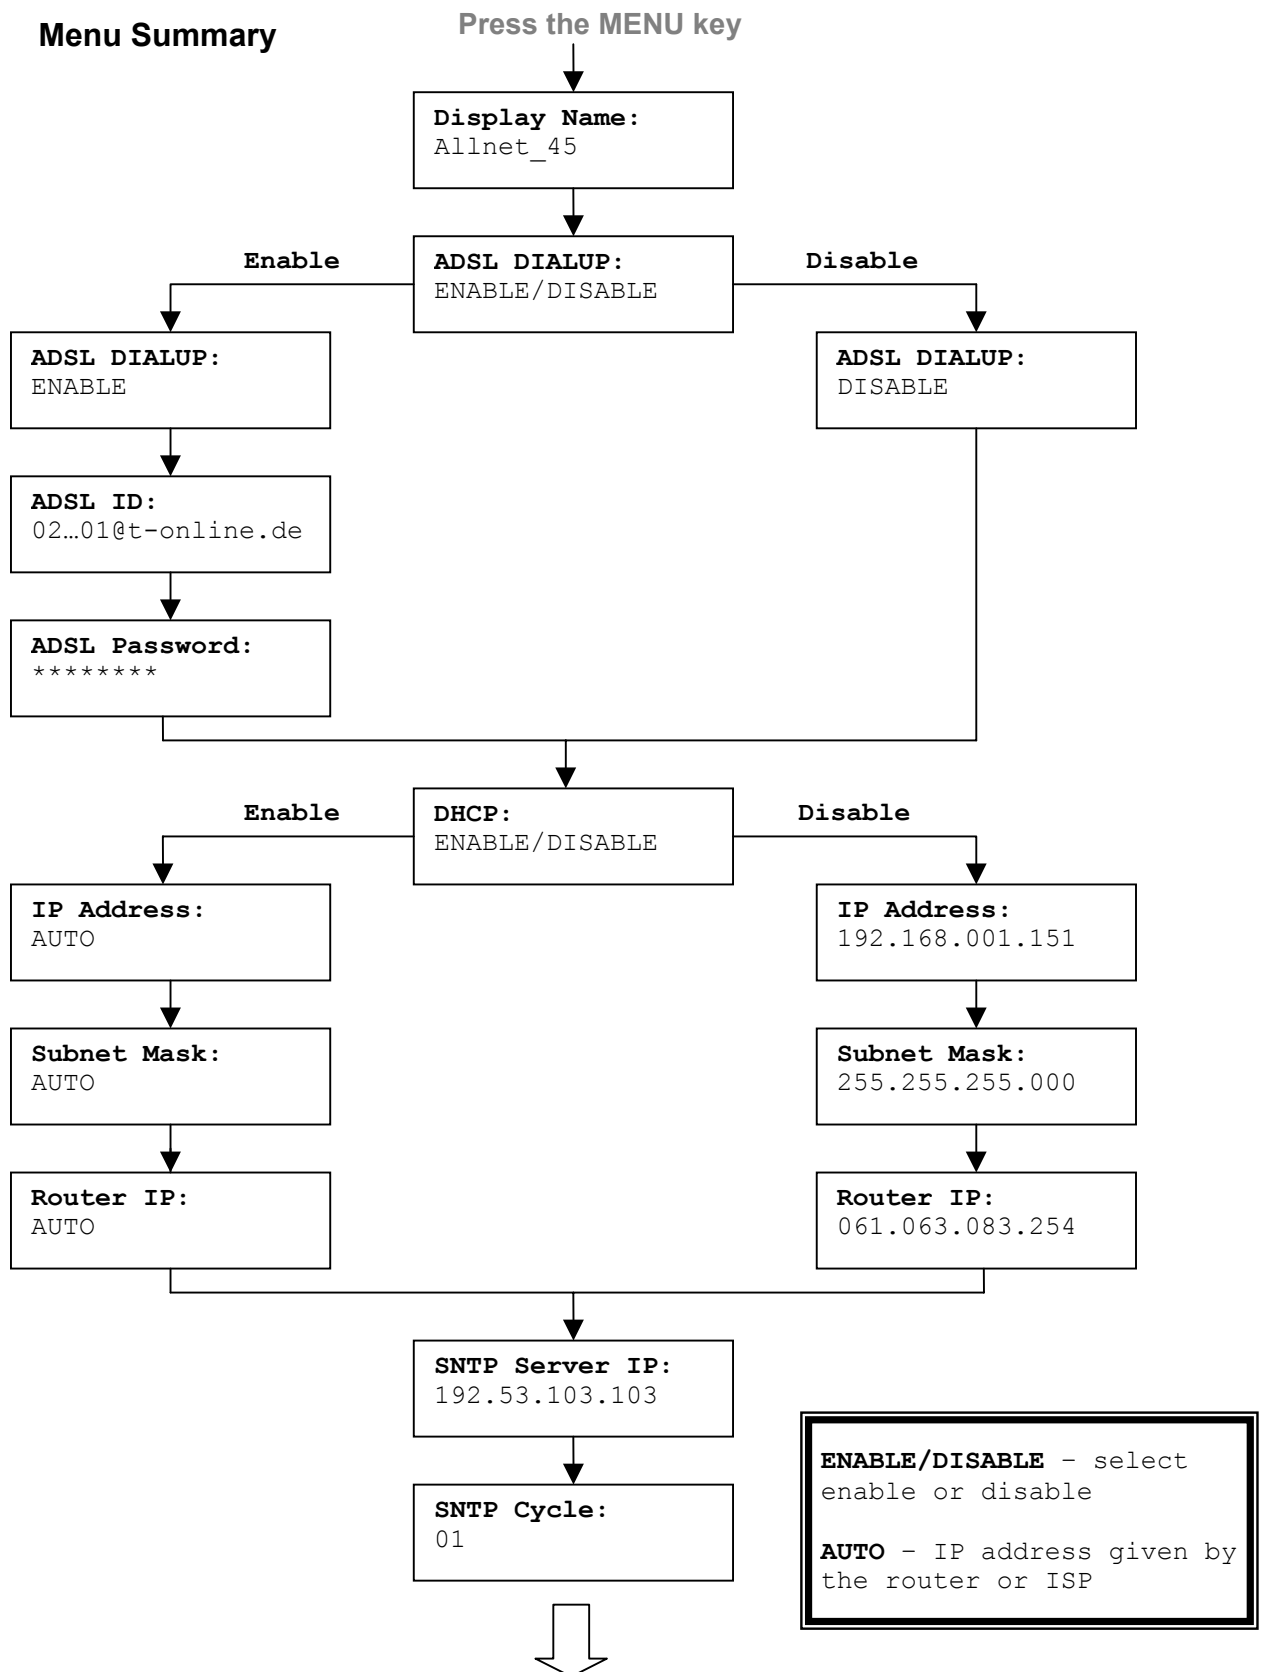 Menu Summary
Press the MENU key
Display Name:
Allnet_45
Enable
ADSL DIALUP:
ENABLE/DISABLE
Disable
ADSL DIALUP:
ENABLE
ADSL DIALUP:
DISABLE
ADSL ID:
02…01@t-online.de
ADSL Password:
********
Enable
DHCP:
ENABLE/DISABLE
Disable
IP Address:
AUTO
IP Address:
192.168.001.151
Subnet Mask:
AUTO
Subnet Mask:
255.255.255.000
Router IP:
AUTO
Router IP:
061.063.083.254
SNTP Server IP:
192.53.103.103
SNTP Cycle:
01
ENABLE/DISABLE – select
enable or disable
AUTO – IP address given by
the router or ISP